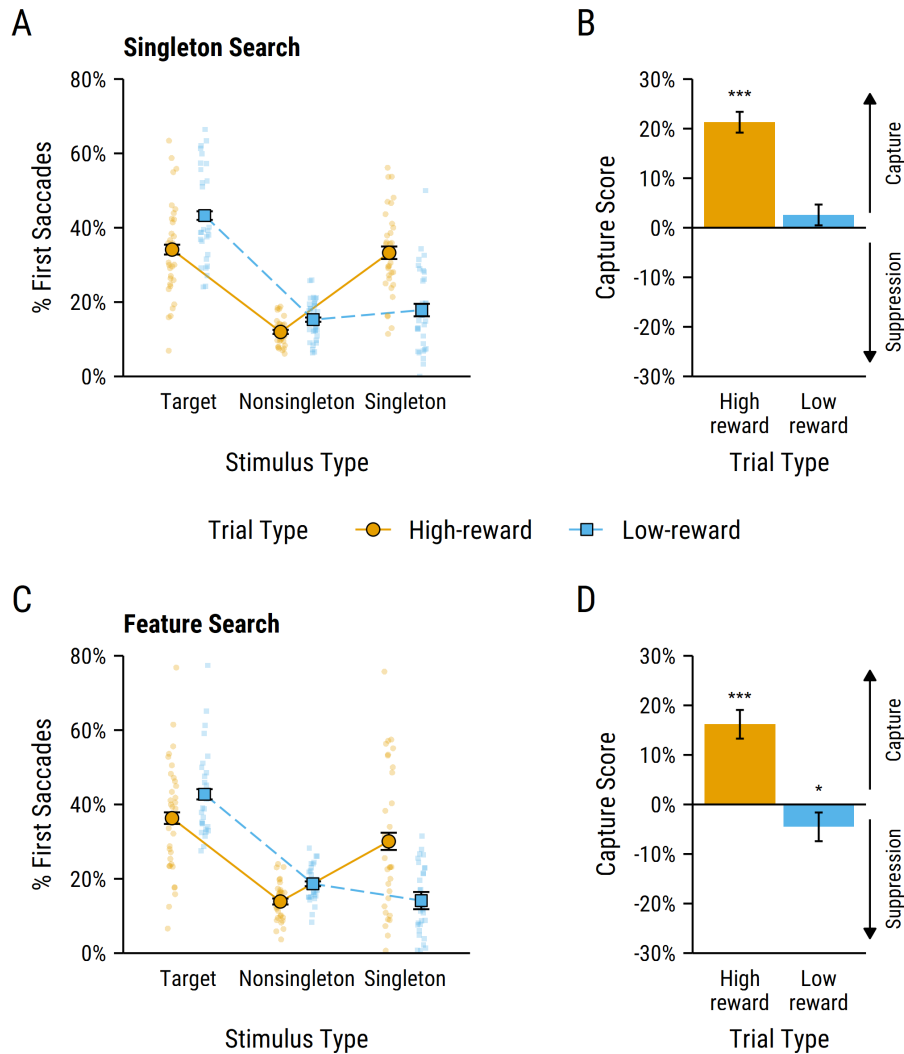 A
Singleton Search
80%
60%
40%
20%
0%
% First Saccades
Target Nonsingleton Singleton
Stimulus Type
B
30%
20%
10%
0%
-10%
-20%
-30%
Capture Score
***
Capture
Suppression
High reward
Low reward
Trial Type
Trial Type High-reward Low-reward
C
Feature Search
80%
60%
40%
20%
0%
% First Saccades
Target Nonsingleton Singleton
Stimulus Type
D
30%
20%
10%
0%
-10%
-20%
-30%
Capture Score
***
*
Capture
Suppression
High reward
Low reward
Trial Type